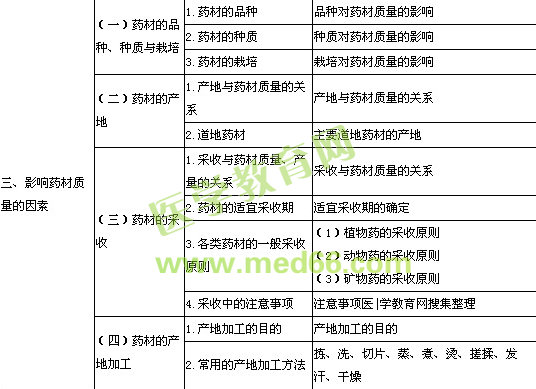 三、影响药材质
量的因素
（一）药材的品
种、种质与栽培
1.药材的品种
品种对药材质量的影响
2.药材的种质
种质对药材质量的影响
3.药材的栽培
栽培对药材质量的影响
（二）药材的产
地
1.产地与药材质量的关
系
产地与药材质量的关系
2.道地药材
主要道地药材的产地
（三）药材的采
收
1.采收与药材质量、产
量的关系
采收与药材质量的关系
2.药材的适宜采收期
适宜采收期的确定
3.各类药材的一般采收
原则
（1）植物药的采收原则
（2）动物药的采收原则
（3）矿物药的采收原则
4.采收中的注意事项
注意事项医|学教育网搜集整理
（四）药材的产
地加工
1.产地加工的目的
产地加工的目的
2.常用的产地加工方法
拣、洗、切片、蒸、煮、烫、搓揉、发
汗、干燥
医学教育网
www.med66.com